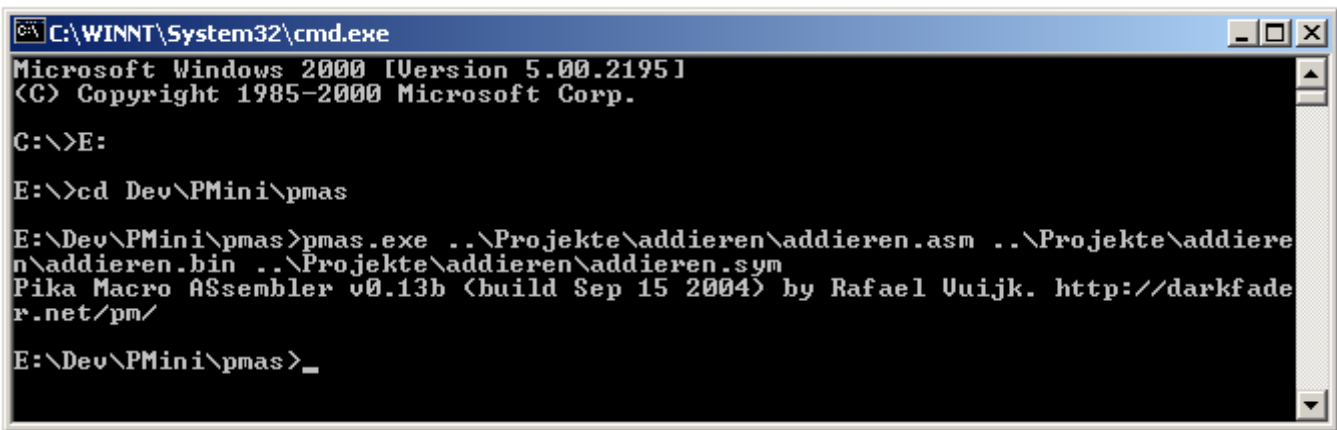 C:\WINNT\System32\cmd.exe
Microsoft Windows 2000 [Version 5.00.2195]
(C) Copyright 1985-2000 Microsoft Corp.
C:\>E:
E:\>cd Dev\PMini\pmas
E:\Dev\PMini\pmas>pmas.exe ..\Projekte\addieren\addieren.asm ..\Projekte\addiere
n\addieren.bin ..\Projekte\addieren\addieren.sym
Pika Macro ASsembler v0.13b (build Sep 15 2004) by Rafael Vuijk. http://darkfade
r.net/pm/
E:\Dev\PMini\pmas>_